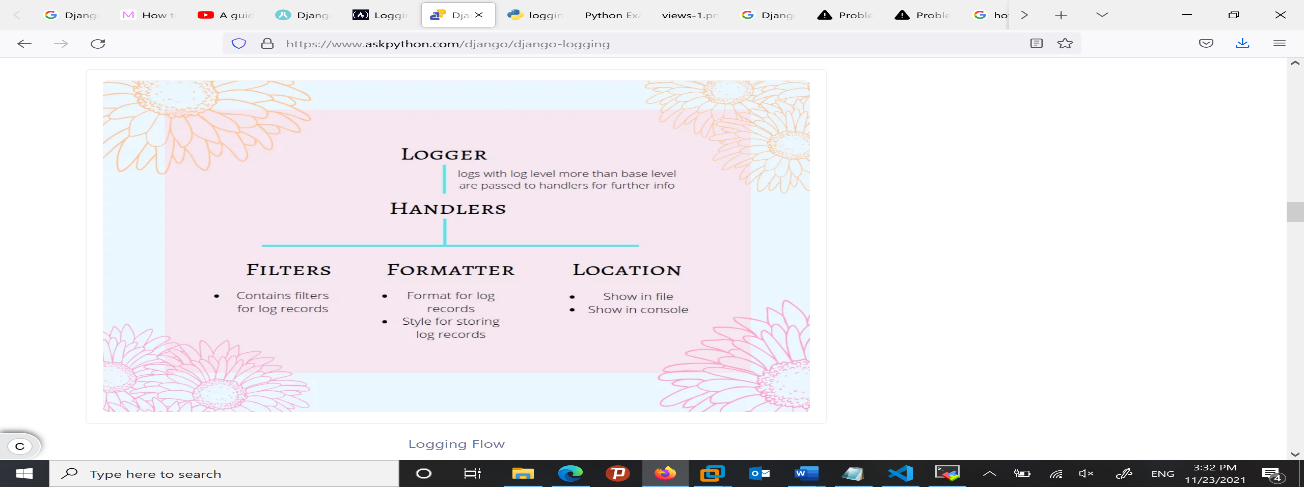 Djang
How t
A guid
Djang
Loggi
Dja
loggin
Python Ex
views-1.pn
Djang
Proble
Proble
ho
https://www.askpython.com/django/django-logging
LOGGER
logs with log level more than base level
are passed to handlers for further info
HANDLERS
FILTERS
Contains filters
for log records
FORMATTER
Format for log
records
Style for storing
log records
LOCATION
Show in file
Show in console
Logging Flow
C
Type here to search
ENG
3:32 PM
11/23/2021
4